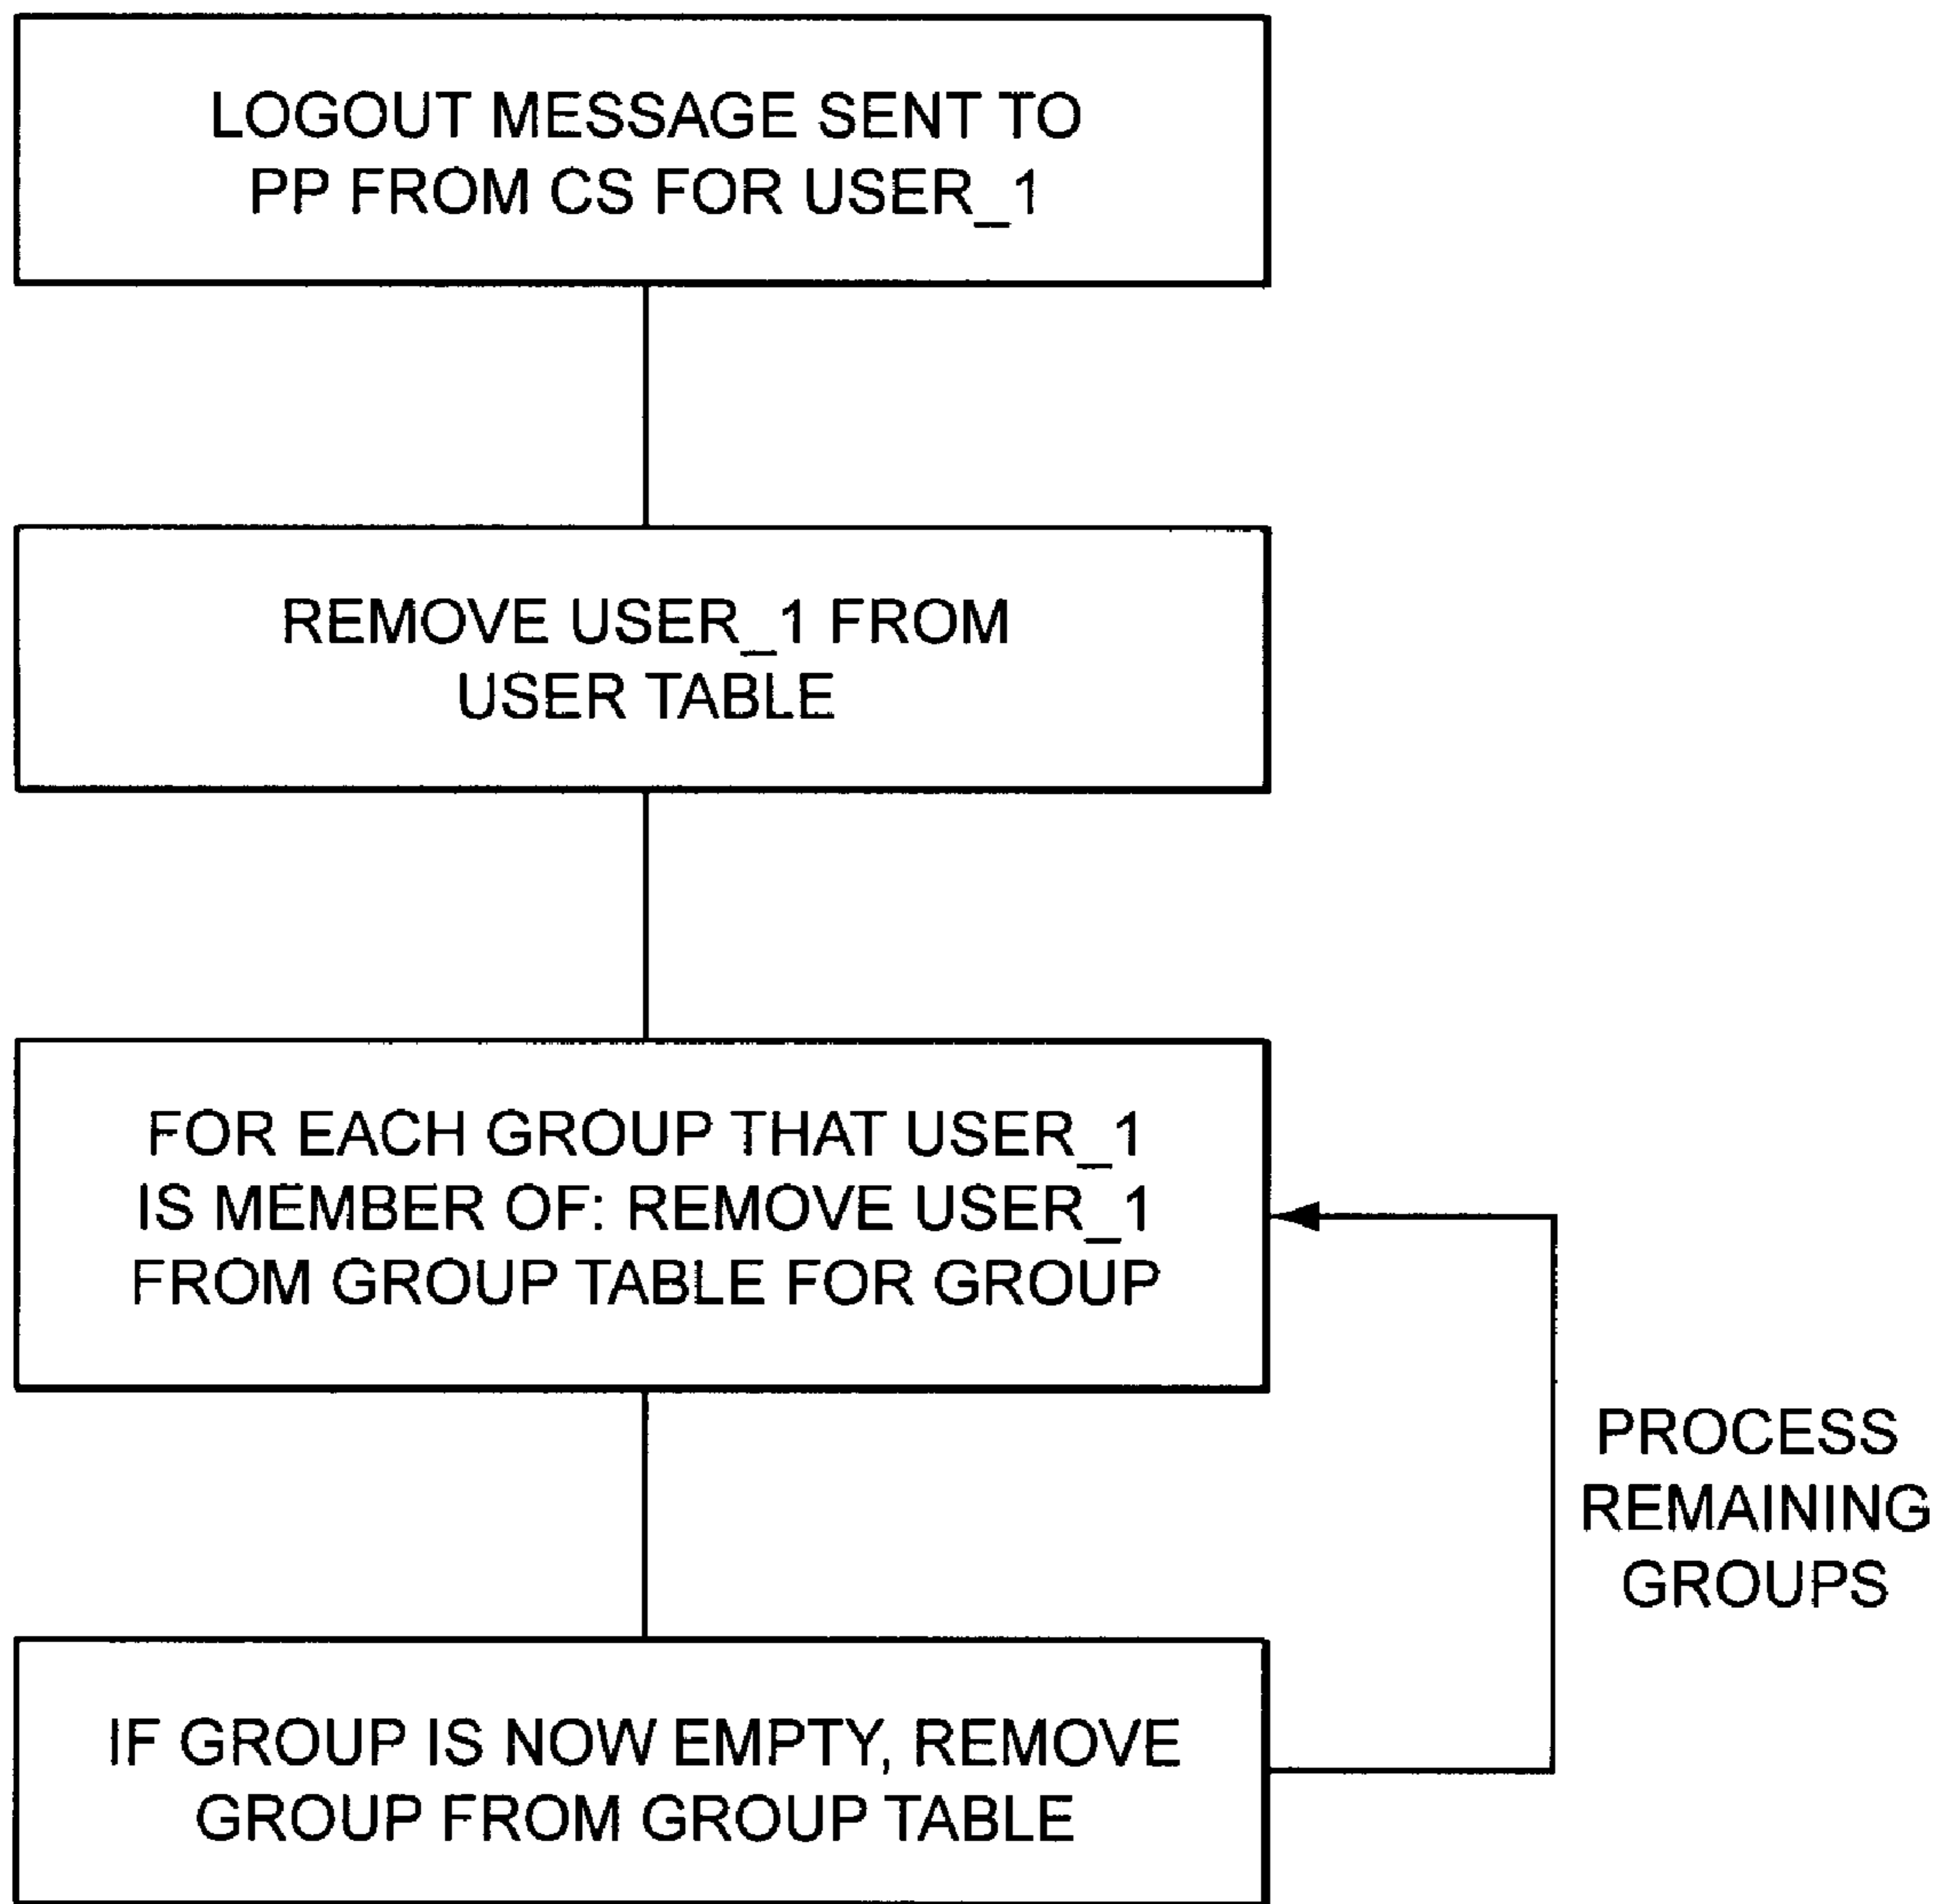 LOGOUT MESSAGE SENT TO
PP FROM CS FOR USER_1
REMOVE USER_1 FROM
USER TABLE
FOR EACH GROUP THAT USER_1
IS MEMBER OF: REMOVE USER_1
FROM GROUP TABLE FOR GROUP
PROCESS
REMAINING
GROUPS
IF GROUP IS NOW EMPTY, REMOVE
GROUP FROM GROUP TABLE